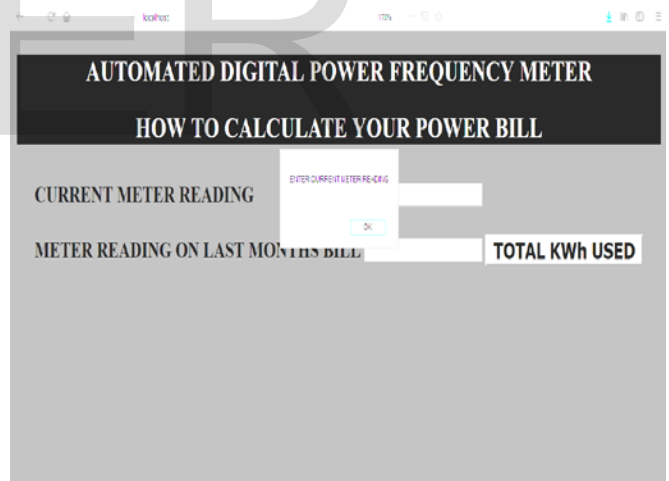 localhost
170%
AUTOMATED DIGITAL POWER FREQUENCY METER
HOW TO CALCULATE YOUR POWER BILL
ENTER CURRENT METER READING
CURRENT METER READING
OK
METER READING ON LAST MONTHS BILL
TOTAL KWh USED